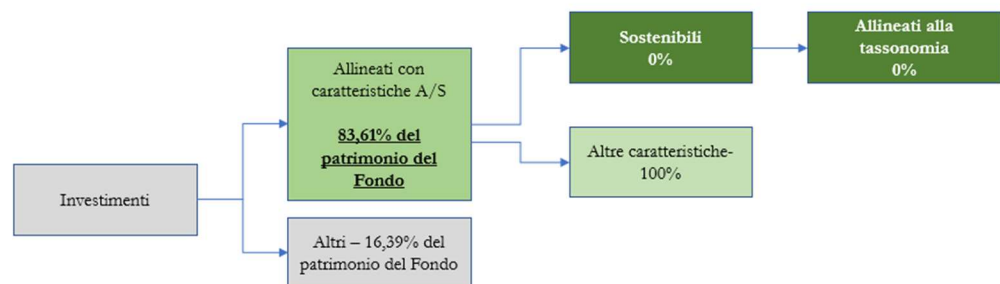 Investimenti
Allineati con
caratteristiche A/S
83,61% del
patrimonio del
Fondo
Altri – 16,39% del
patrimonio del Fondo
Sostenibili
0%
Allineati alla
tassonomia
0%
Altre caratteristiche-
100%